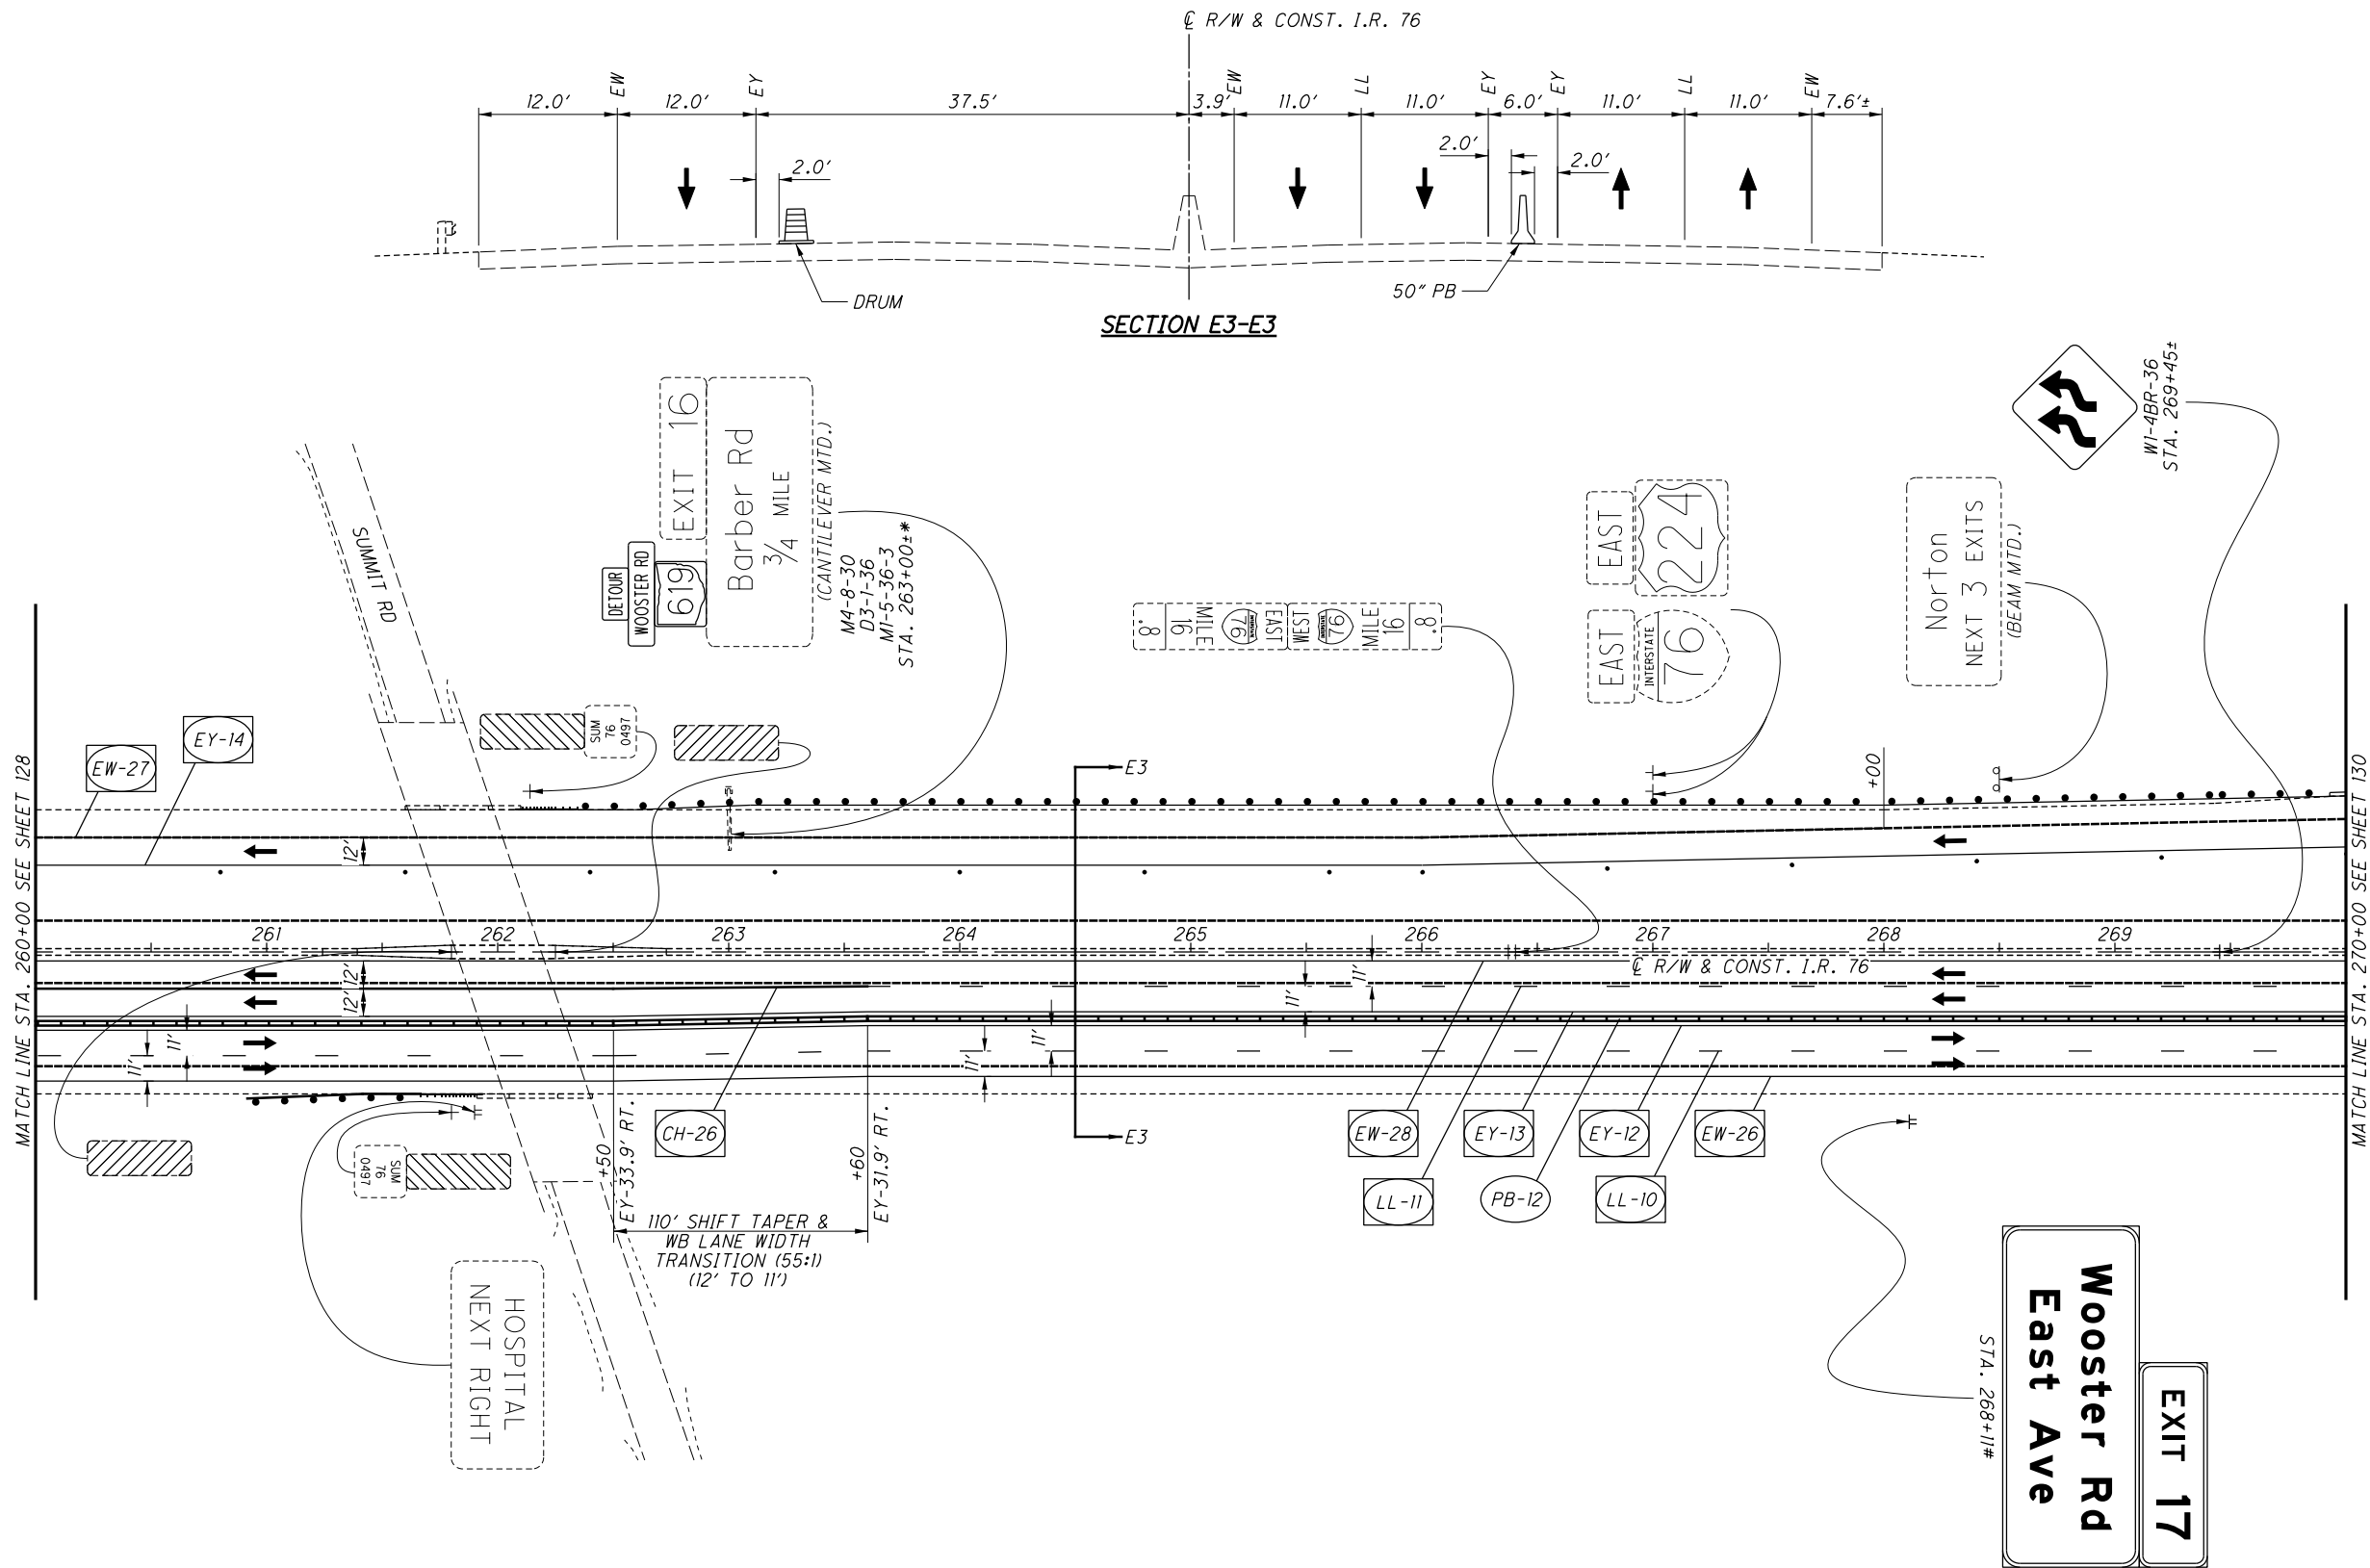 ℄ R/W & CONST. I.R. 76
12.0' EW 12.0' EY 37.5' 3.9' EW 11.0' LL 11.0' EY 6.0' EY 11.0' LL 11.0' EW 7.6'±
2.0' 2.0' 2.0'
DRUM
50" PB
SECTION E3-E3
W1-4BR-36
STA. 269+45±
EXIT 16
Barber Rd
3/4 MILE
(CANTILEVER MTD.)
DETOUR
WOOSTER RD
619
M4-8-30
D3-1-36
M1-5-36-3
STA. 263+00±*
SUMMIT RD
EAST
76
MILE
16
.8
WEST
76
MILE
16
.8
EAST
224
EAST
INTERSTATE
76
Norton
NEXT 3 EXITS
(BEAM MTD.)
SUM
76
0497
EW-27
EY-14
E3
+00
MATCH LINE STA. 260+00 SEE SHEET 128
MATCH LINE STA. 270+00 SEE SHEET 130
12'
261 262 263 264 265 266 267 268 269
℄ R/W & CONST. I.R. 76
12'
12'
11'
11'
11'
11'
11'
11'
E3
SUM
76
0497
+50
EY-33.9' RT.
+60
EY-31.9' RT.
110' SHIFT TAPER &
WB LANE WIDTH
TRANSITION (55:1)
(12' TO 11')
CH-26
EW-28
EY-13
EY-12
EW-26
LL-11
PB-12
LL-10
HOSPITAL
NEXT RIGHT
EXIT 17
Wooster Rd
East Ave
STA. 268+11#